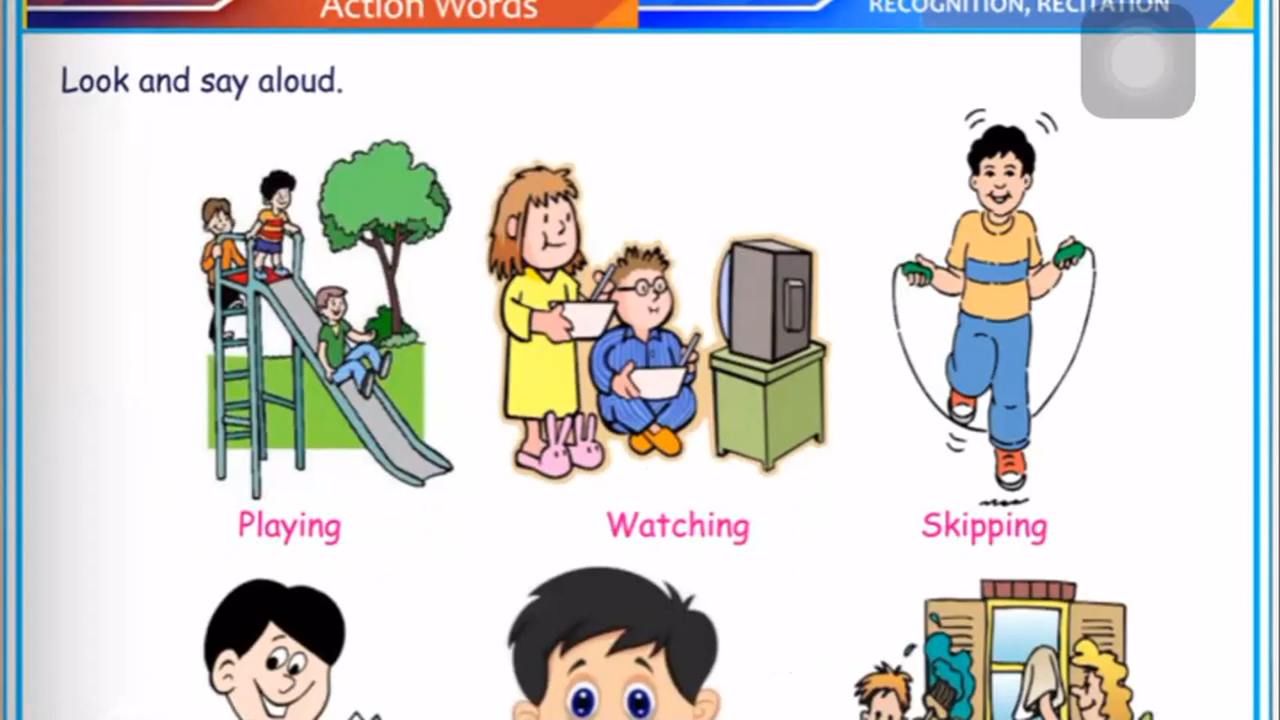 Action Words
RECOGNITION, RECITATION
Look and say aloud.
Playing
Watching
Skipping